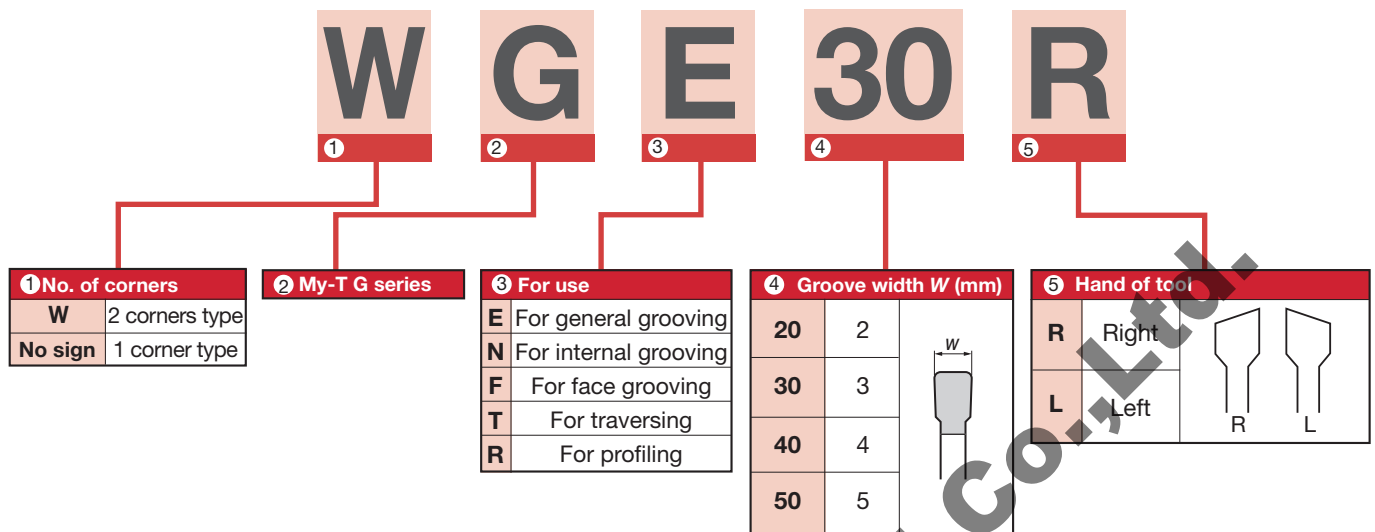 W G E 30 R
① ② ③ ④ ⑤
① No. of corners
W 2 corners type
No sign 1 corner type
② My-T G series
③ For use
E For general grooving
N For internal grooving
F For face grooving
T For traversing
R For profiling
④ Groove width W (mm)
20 2
30 3
40 4
50 5
W
⑤ Hand of tool
R Right
L Left
R L
Co.,Ltd.